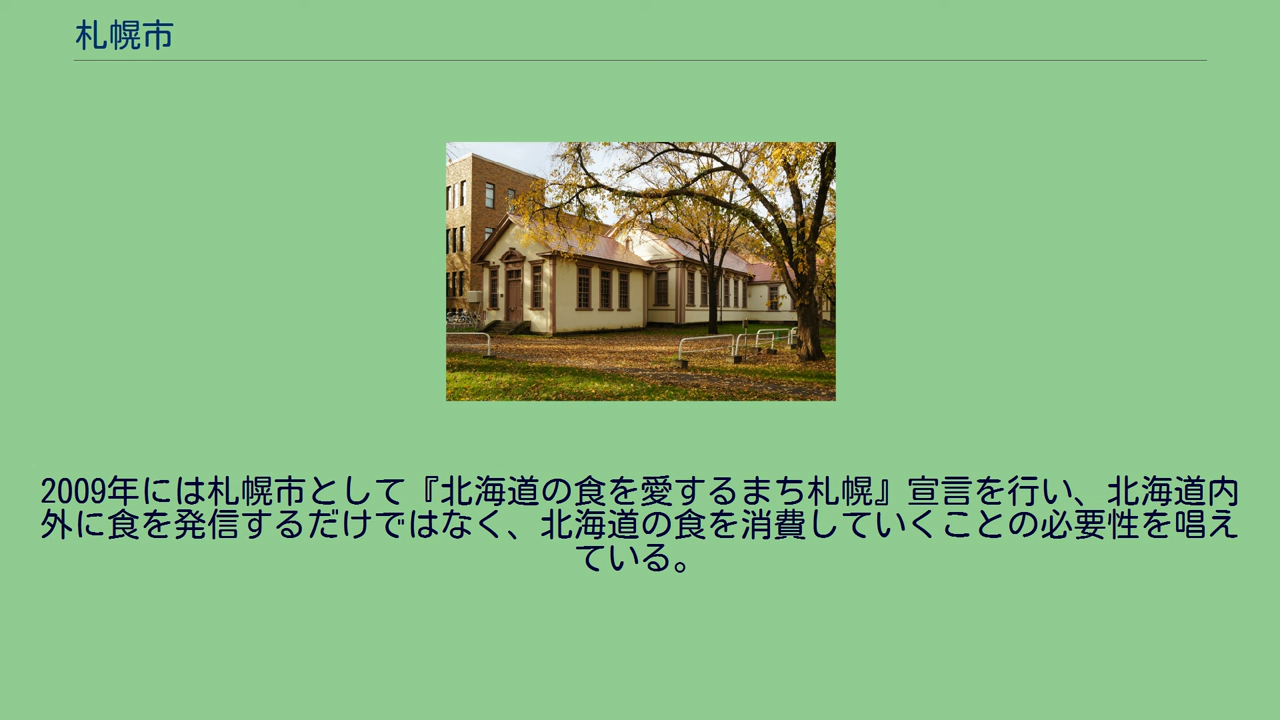 札幌市
2009年には札幌市として『北海道の食を愛するまち札幌』宣言を行い、北海道内
外に食を発信するだけではなく、北海道の食を消費していくことの必要性を唱え
ている。